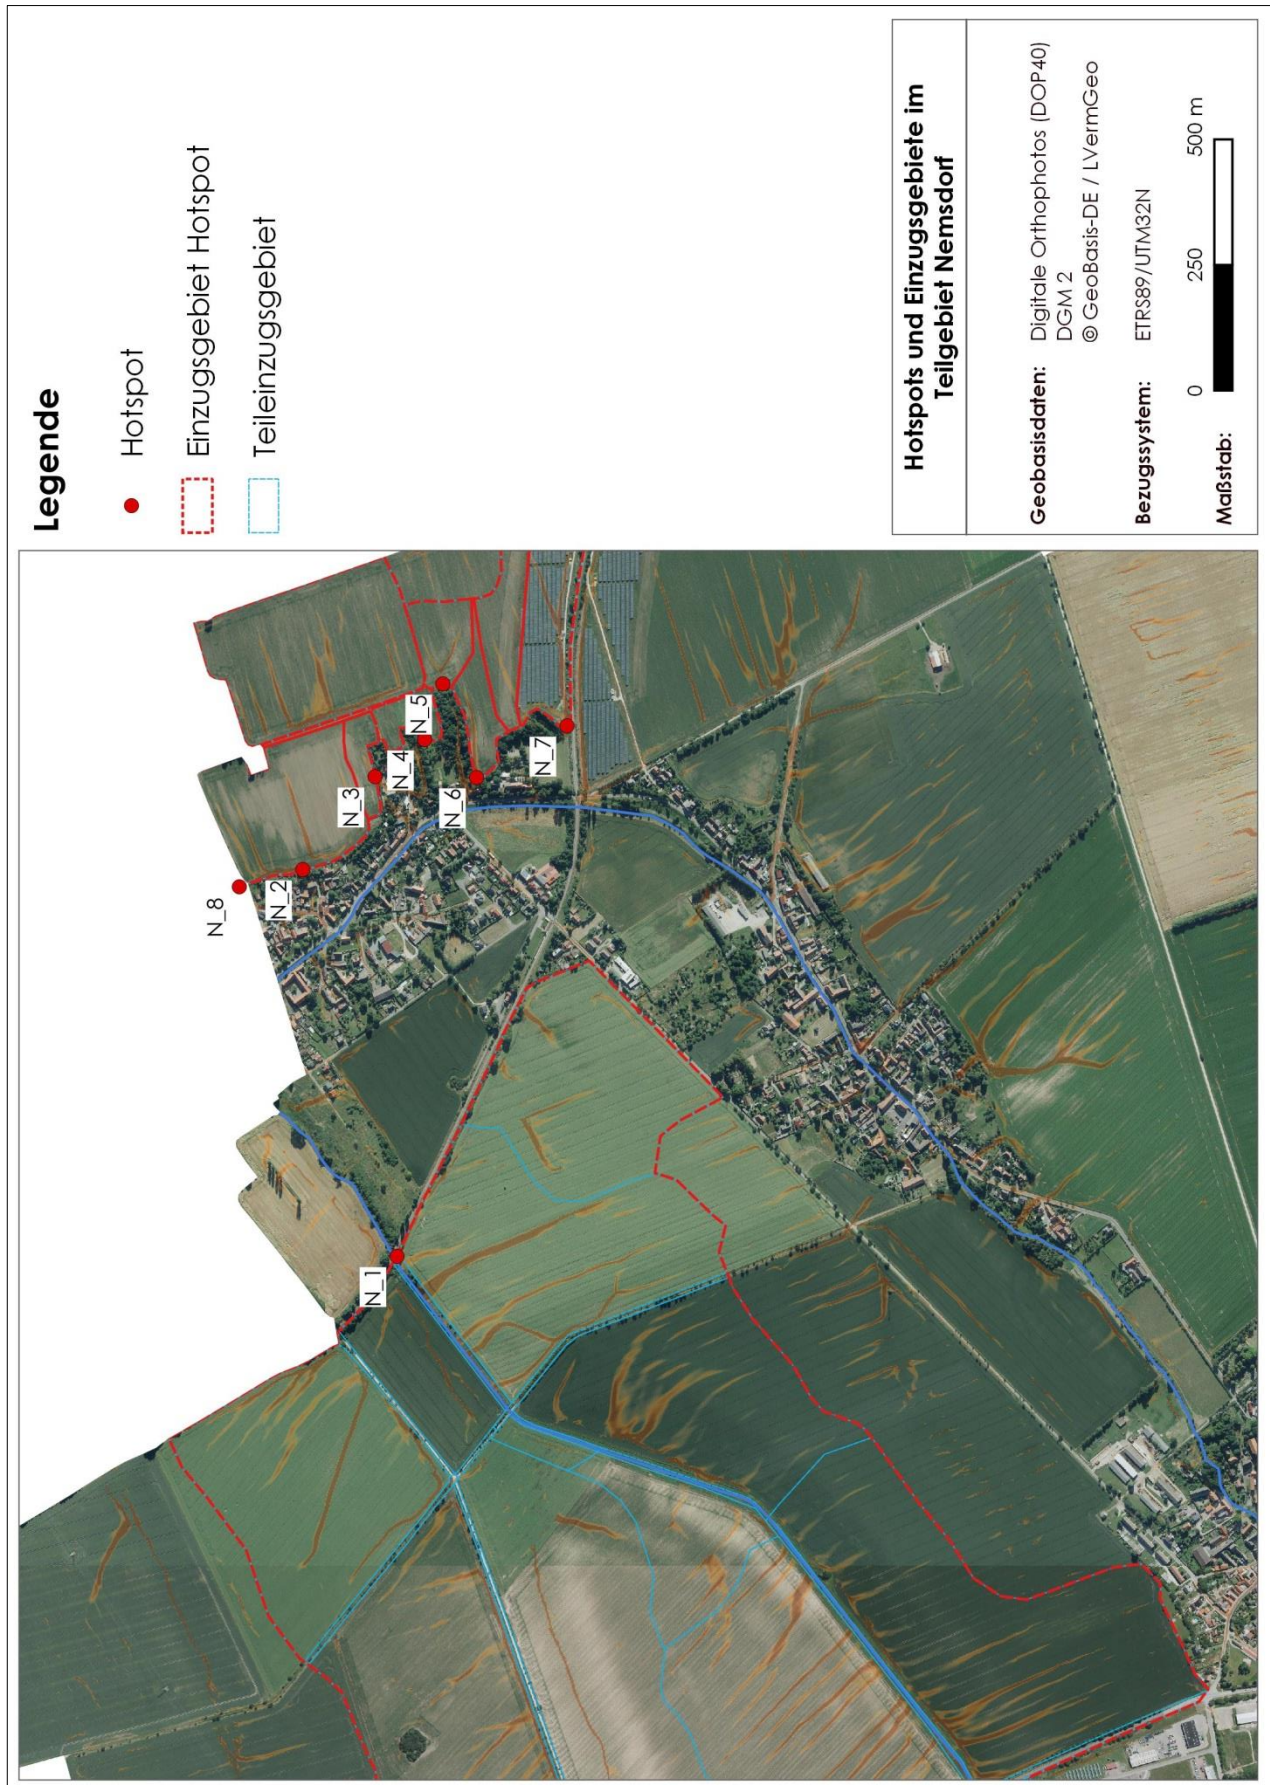 Legende
Hotspot
Einzugsgebiet Hotspot
Teileinzugsgebiet
Hotspots und Einzugsgebiete im
Teilgebiet Nemsdorf
Geobasisdaten: Digitale Orthophotos (DOP40)
DGM 2
© GeoBasis-DE / LVermGeo
Bezugssystem: ETRS89/UTM32N
Maßstab: 0 250 500 m
N_1
N_8
N_2
N_3
N_4
N_5
N_6
N_7